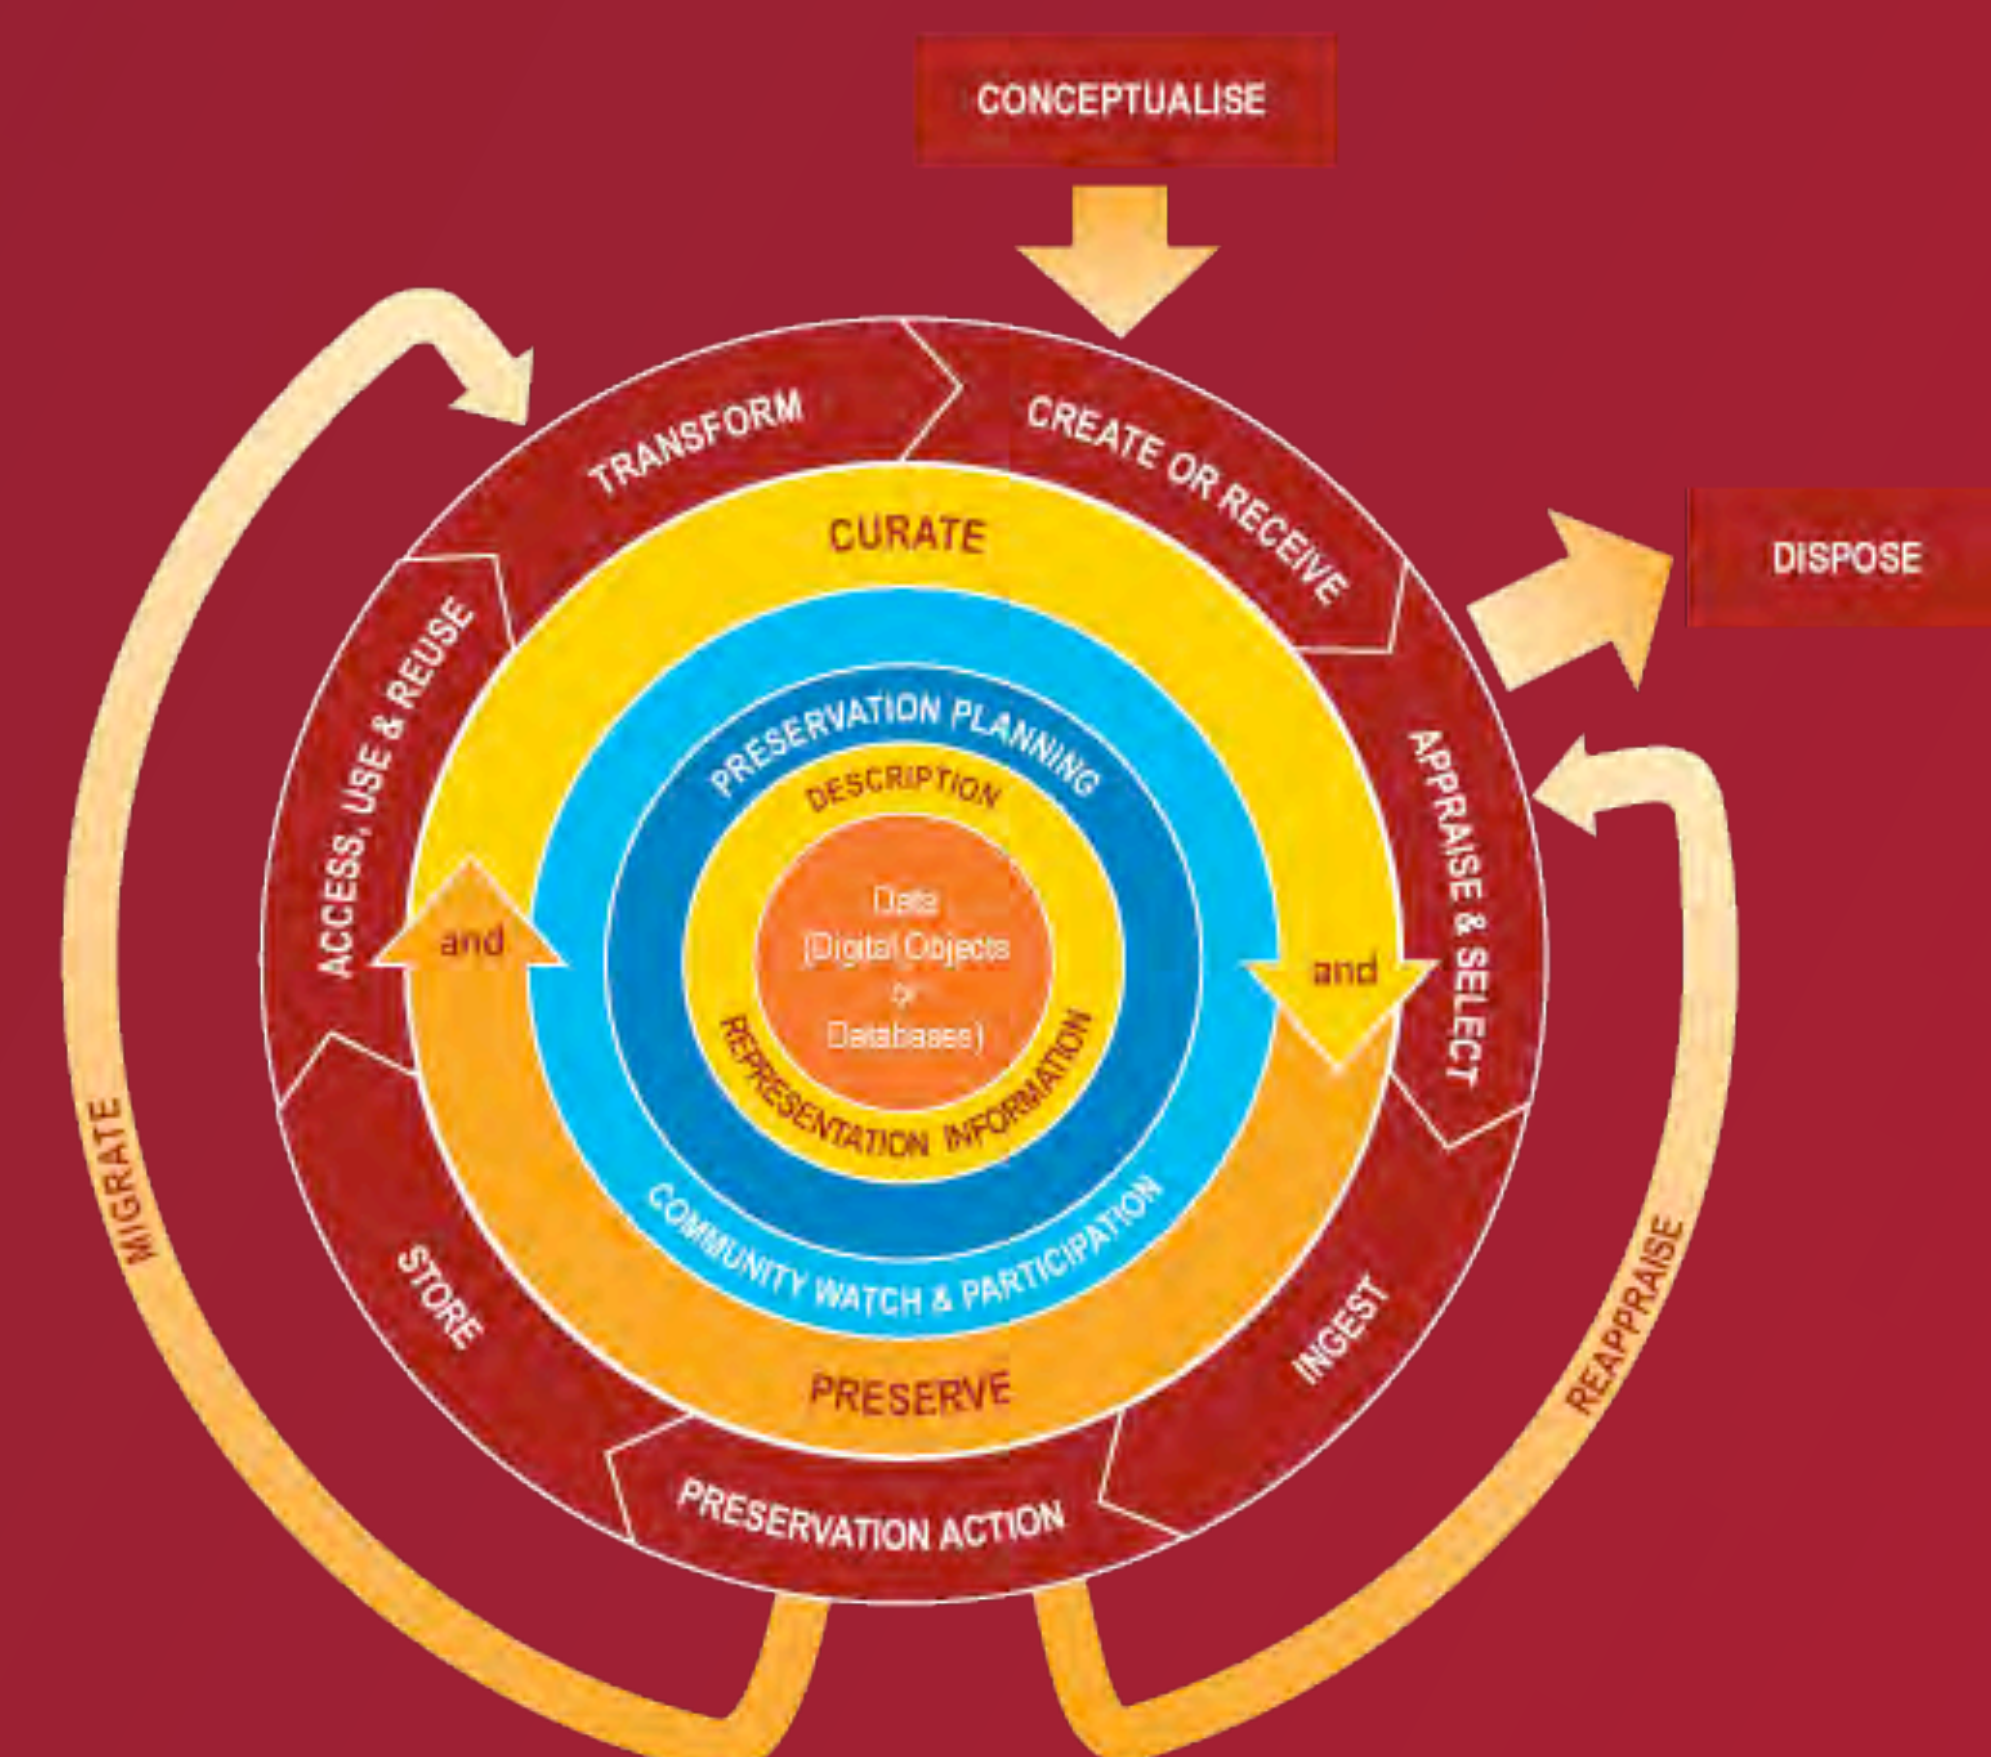 CONCEPTUALISE
TRANSFORM
CREATE OR RECEIVE
DISPOSE
CURATE
ACCESS, USE & REUSE
APPRAISE & SELECT
PRESERVATION PLANNING
DESCRIPTION
Data
(Digital Objects
or
Databases)
and
and
REPRESENTATION INFORMATION
COMMUNITY WATCH & PARTICIPATION
MIGRATE
STORE
INGEST
REAPPRAISE
PRESERVE
PRESERVATION ACTION